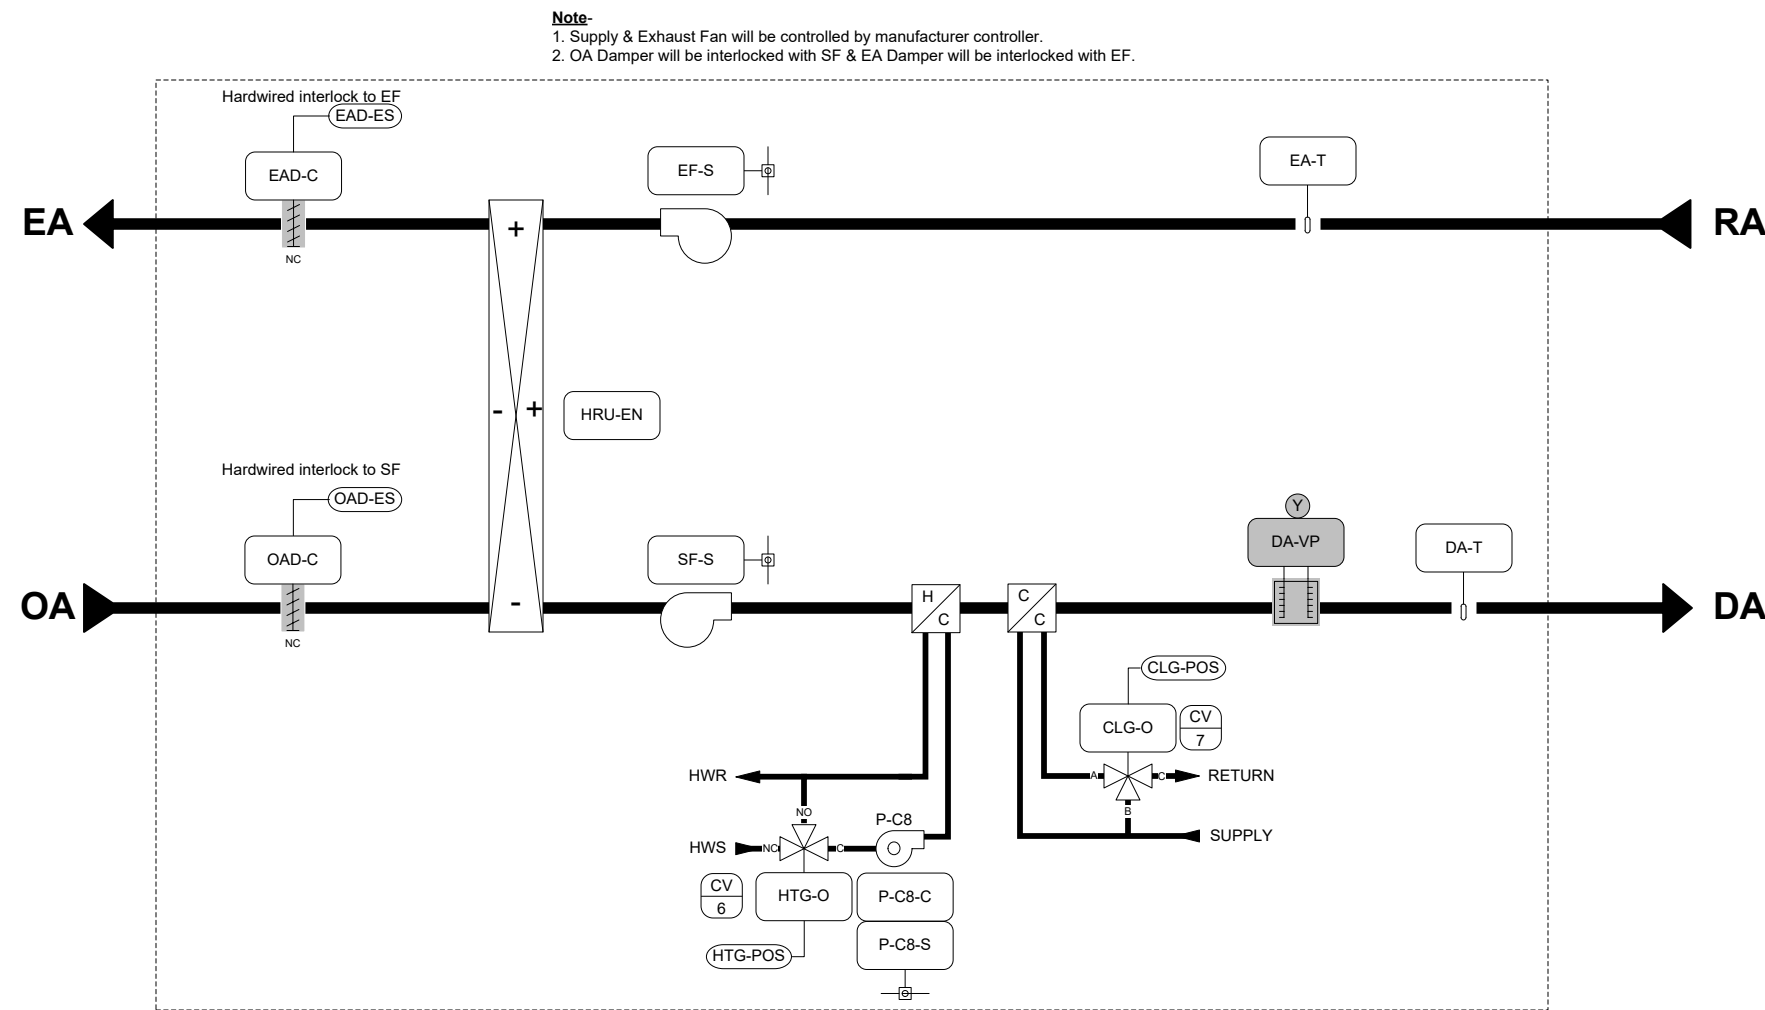 Note-
1. Supply & Exhaust Fan will be controlled by manufacturer controller.
2. OA Damper will be interlocked with SF & EA Damper will be interlocked with EF.
Hardwired interlock to EF
EAD-ES
EAD-C
EF-S
EA-T
EA
RA
NC
+
- +
HRU-EN
Hardwired interlock to SF
OAD-ES
OAD-C
SF-S
Y
DA-VP
DA-T
OA
-
H
C
C
C
DA
NC
CLG-POS
CLG-O
CV
7
HWR
A
C
RETURN
NO
P-C8
B
SUPPLY
HWS
NC
C
CV
6
HTG-O
P-C8-C
P-C8-S
HTG-POS